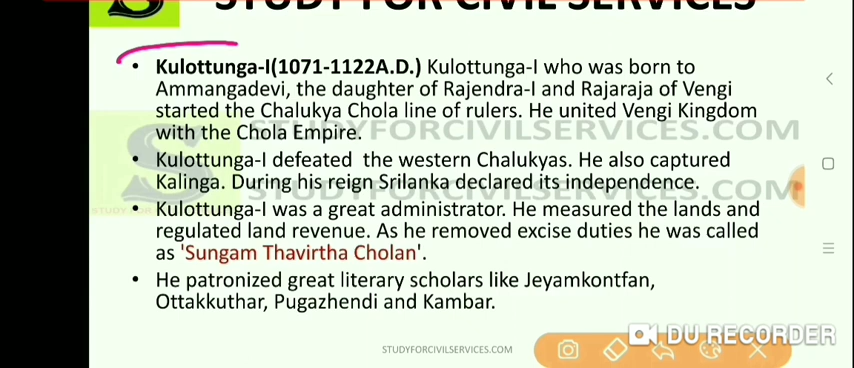 STUDY FOR CIVIL SERVICES
• Kulottunga-I(1071-1122A.D.) Kulottunga-I who was born to
Ammangadevi, the daughter of Rajendra-I and Rajaraja of Vengi
started the Chalukya Chola line of rulers. He united Vengi Kingdom
with the Chola Empire.
STUDYFORCIVILSERVICES.COM
• Kulottunga-I defeated the western Chalukyas. He also captured
Kalinga. During his reign Srilanka declared its independence.
STUDYFORCIVILSERVICES.COM
• Kulottunga-I was a great administrator. He measured the lands and
regulated land revenue. As he removed excise duties he was called
as 'Sungam Thavirtha Cholan'.
• He patronized great literary scholars like Jeyamkontfan,
Ottakkuthar, Pugazhendi and Kambar.
DU RECORDER
STUDYFORCIVILSERVICES.COM